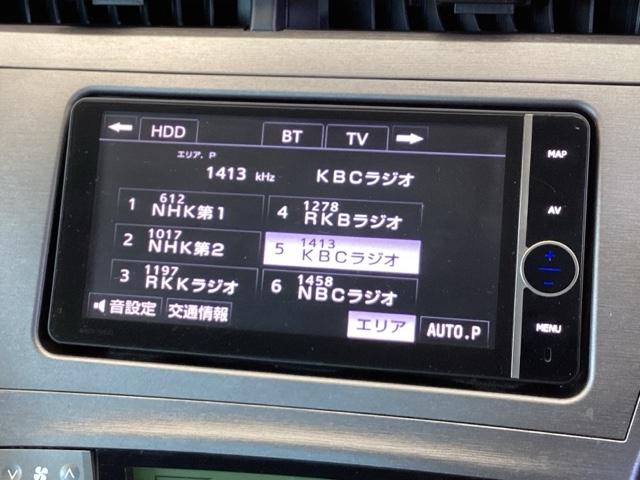 HDD BT TV
エリア.P
1413 kHz KBCラジオ
1 612 NHK第1
4 1278 RKBラジオ
2 1017 NHK第2
5 1413 KBCラジオ
3 1197 RKKラジオ
6 1458 NBCラジオ
音設定 交通情報 エリア AUTO.P
MAP
AV
+
−
MENU